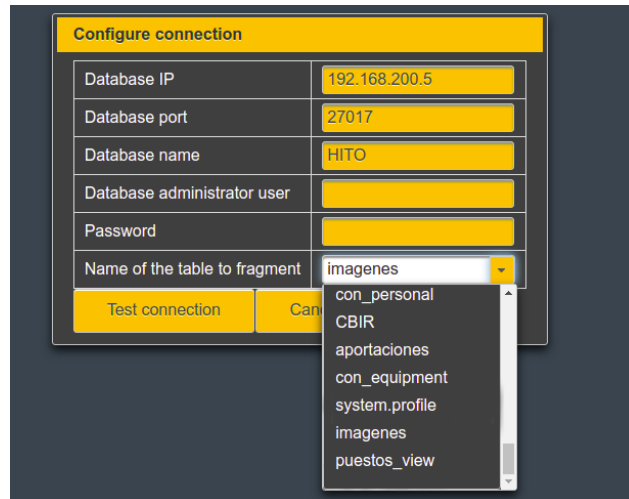 Configure connection
Database IP 192.168.200.5
Database port 27017
Database name HITO
Database administrator user
Password
Name of the table to fragment imagenes
Test connection
con_personal
CBIR
aportaciones
con_equipment
system.profile
imagenes
puestos_view